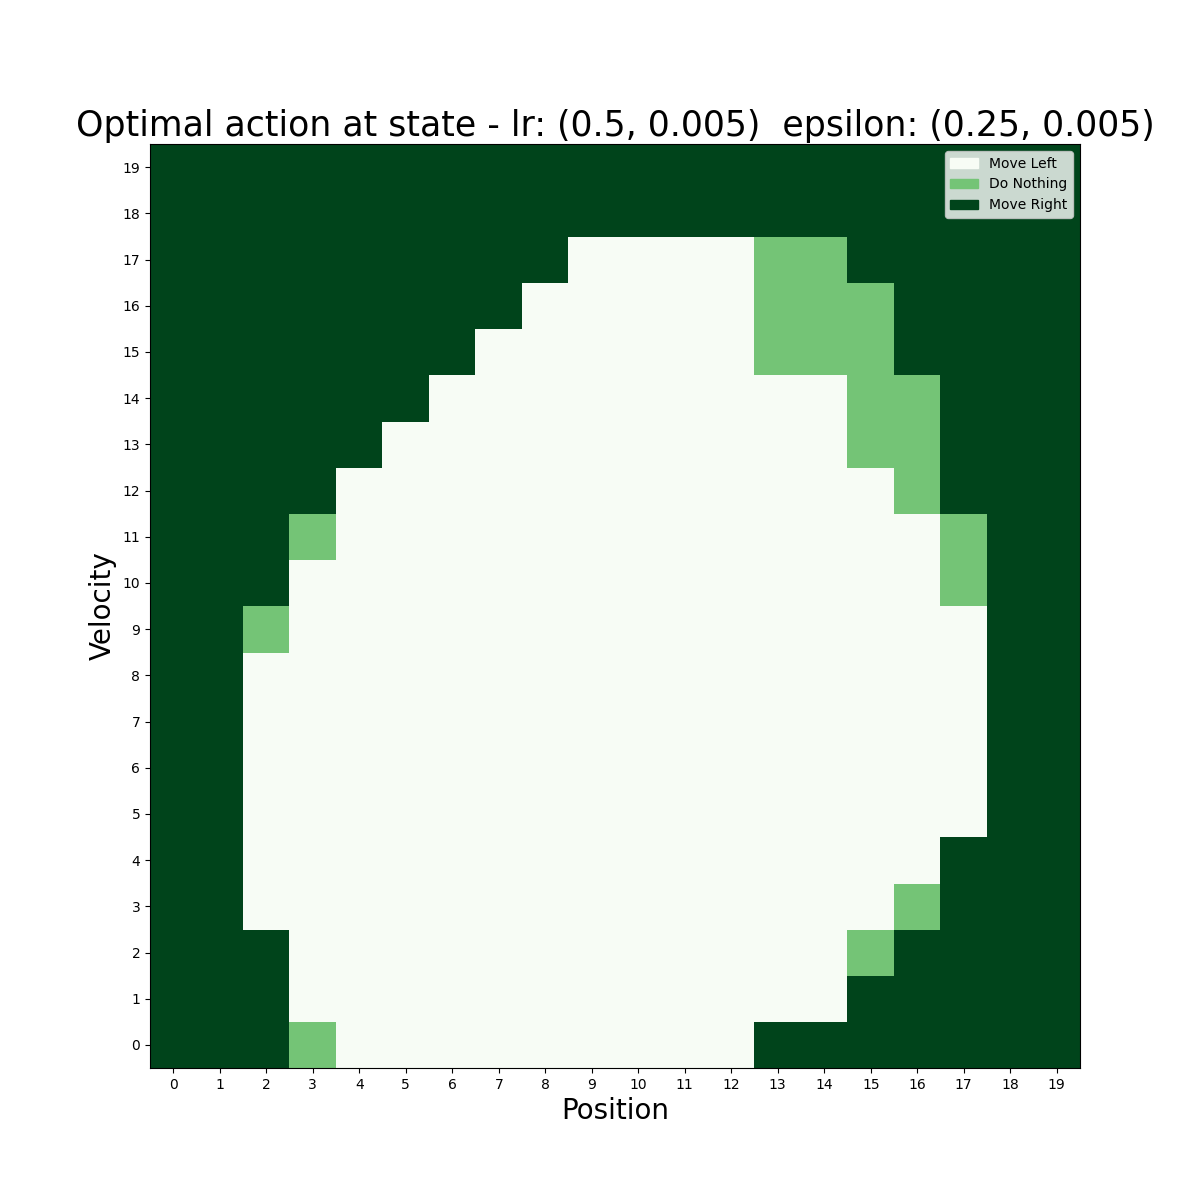 Optimal action at state - lr: (0.5, 0.005)  epsilon: (0.25, 0.005)
Move Left
Do Nothing
Move Right
Velocity
19
18
17
16
15
14
13
12
11
10
9
8
7
6
5
4
3
2
1
0
0 1 2 3 4 5 6 7 8 9 10 11 12 13 14 15 16 17 18 19
Position